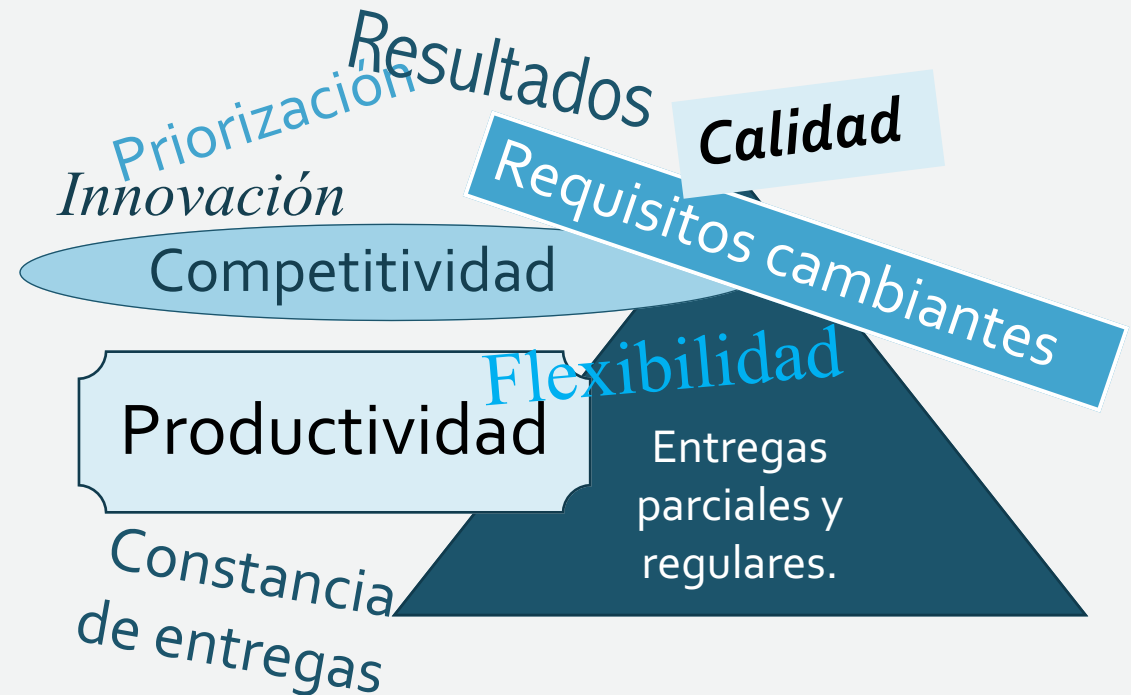 Resultados
Priorización
Calidad
Innovación
Requisitos cambiantes
Competitividad
Flexibilidad
Productividad
Entregas
parciales y
regulares.
Constancia
de entregas